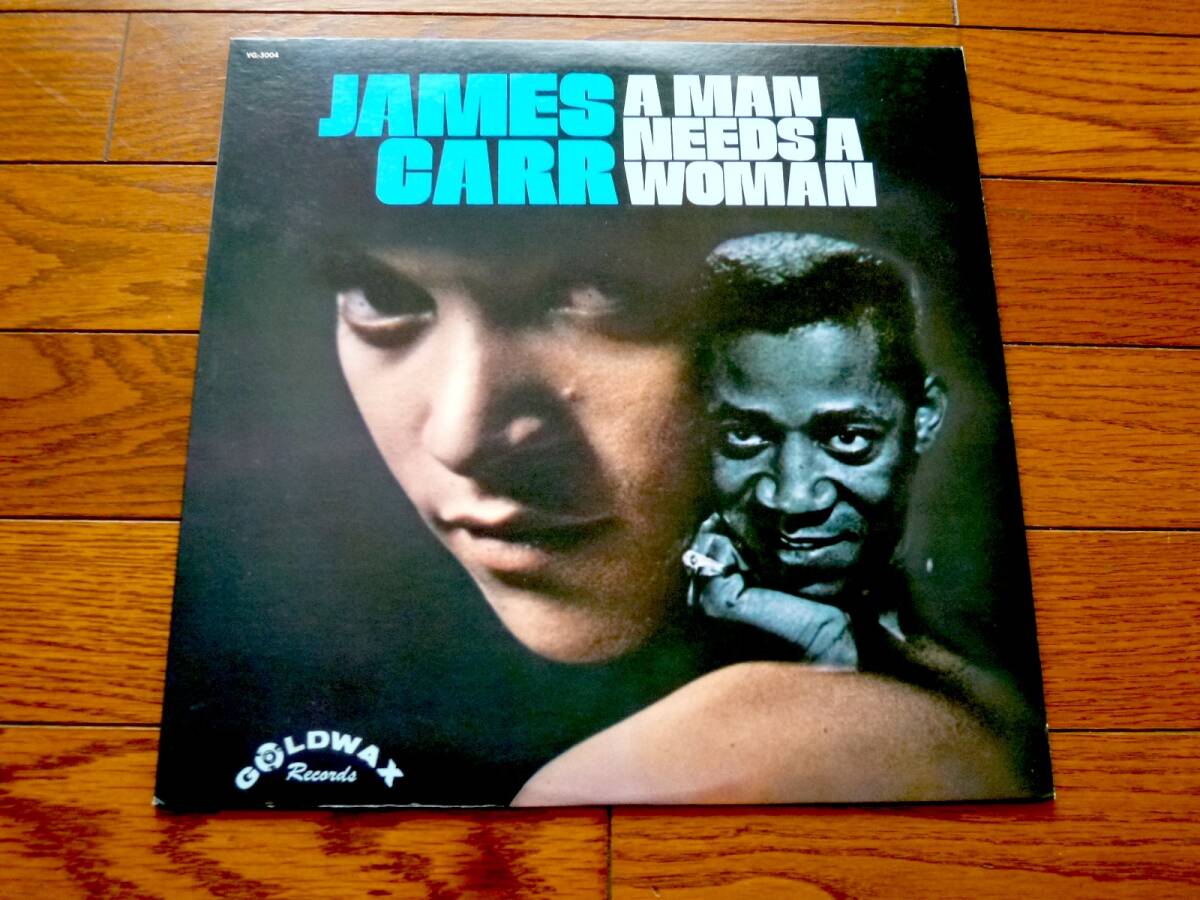 VG-3004
JAMES
CARR
A MAN
NEEDS A
WOMAN
GOLDWAX
Records